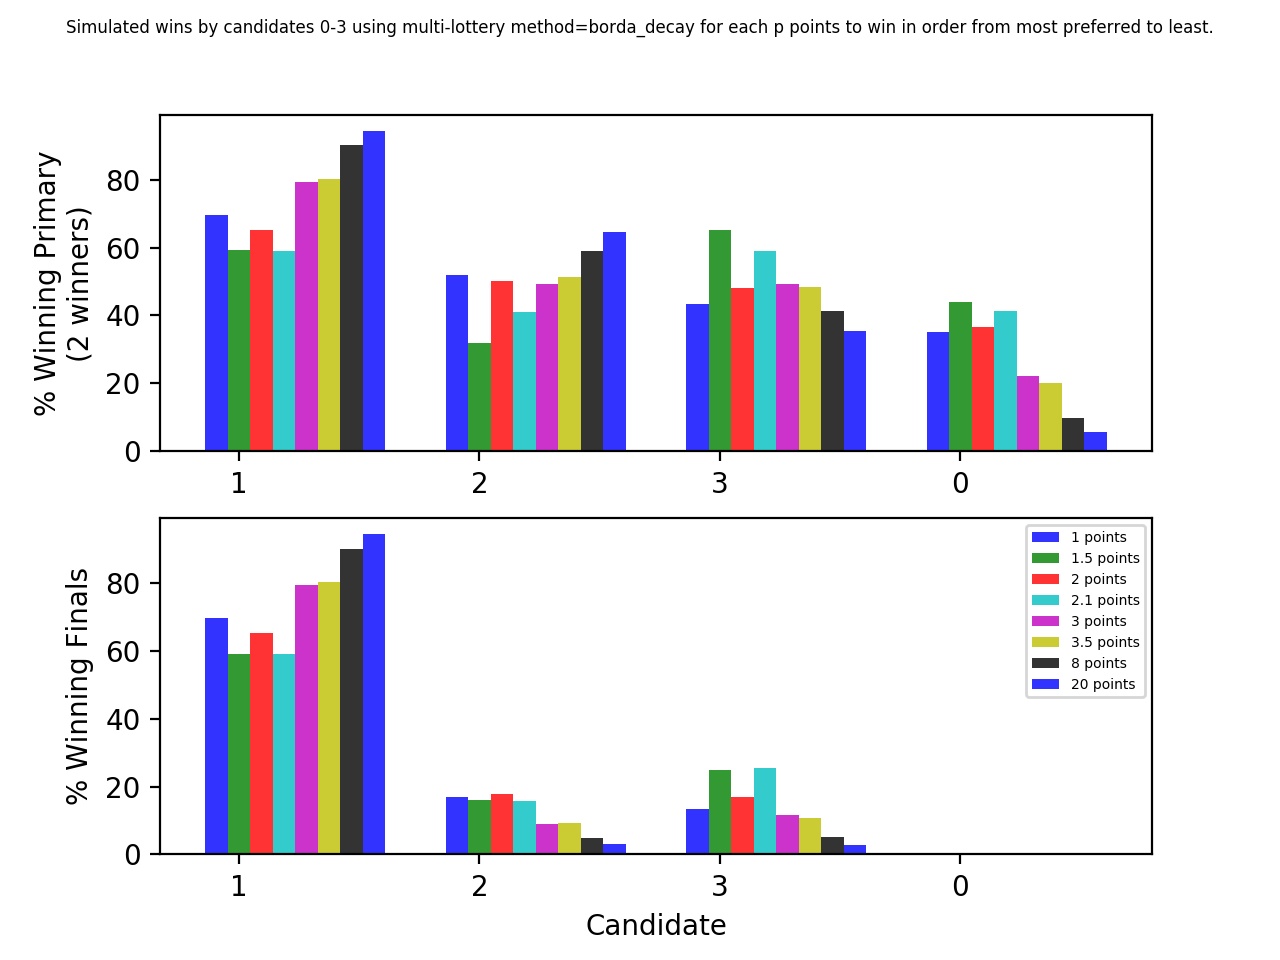 Simulated wins by candidates 0-3 using multi-lottery method=borda_decay for each p points to win in order from most preferred to least.
% Winning Primary
(2 winners)
80
60
40
20
0
1 2 3 0
% Winning Finals
80
60
40
20
0
1 points
1.5 points
2 points
2.1 points
3 points
3.5 points
8 points
20 points
1 2 3 0
Candidate